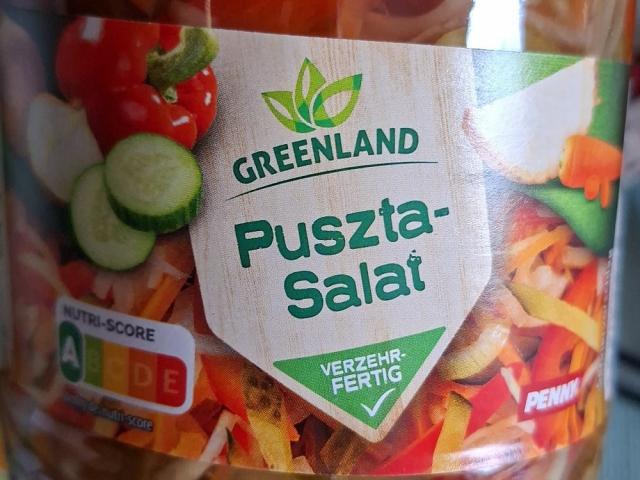 GREENLAND
Puszta-
Salat
NUTRI-SCORE
A B C D E
VERZEHR-
FERTIG
PENNY